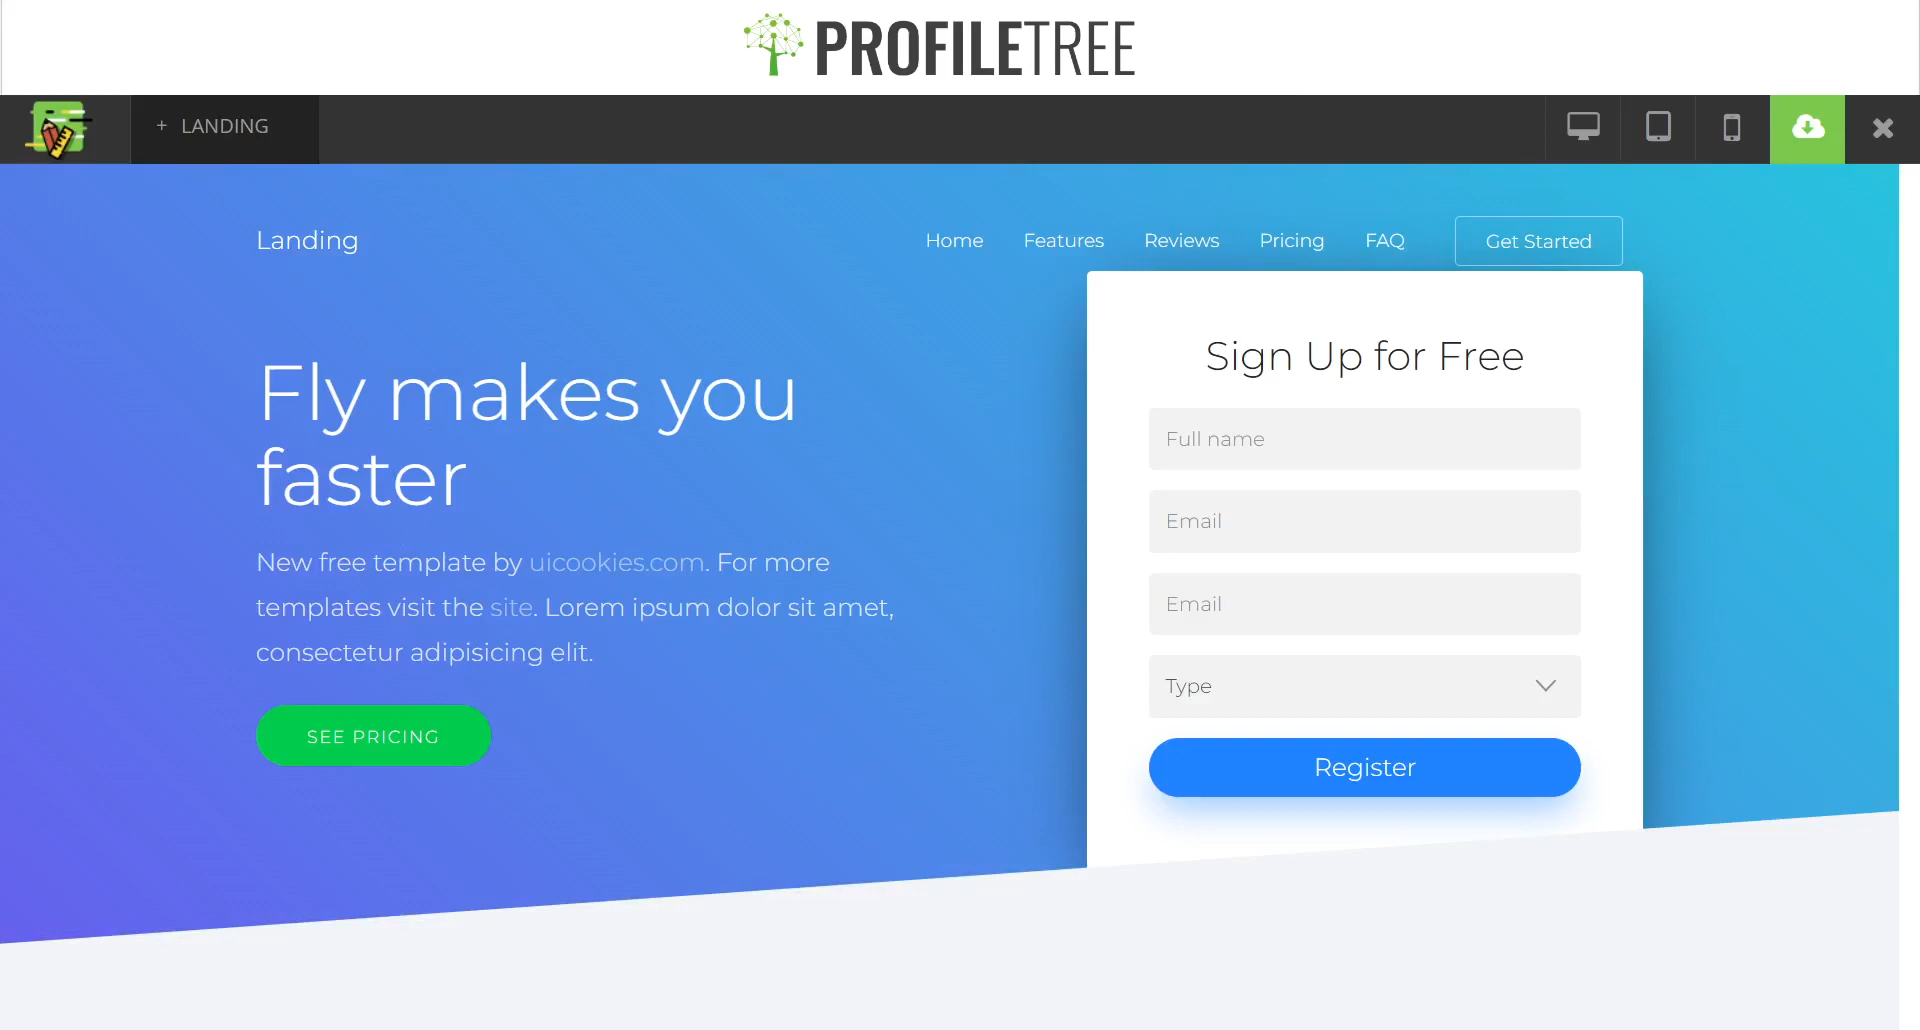 PROFILETREE
+ LANDING
Landing
Home Features Reviews Pricing FAQ Get Started
Fly makes you
faster
New free template by uicookies.com. For more
templates visit the site. Lorem ipsum dolor sit amet,
consectetur adipisicing elit.
SEE PRICING
Sign Up for Free
Full name
Email
Email
Type
Register